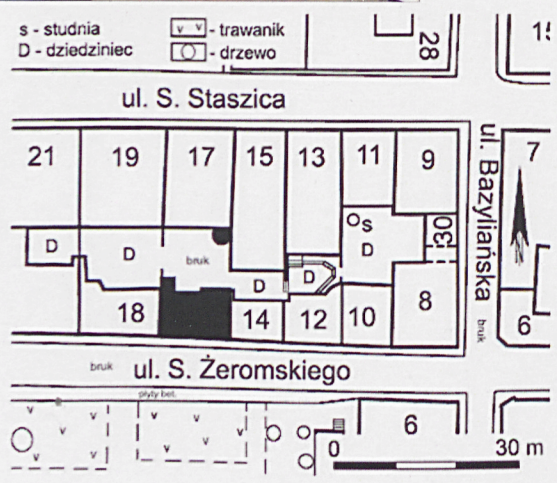 s - studnia
D - dziedziniec
v v - trawnik
- drzewo
28
15
ul. S. Staszica
21 19 17 15 13 11 9
ul. Bazyliańska
7
s
30
D D bruk D D D
N
18 14 12 10 8
bruk
6
bruk
ul. S. Żeromskiego
płyty bet.
v v v v v
v v v v v
6
0 30 m